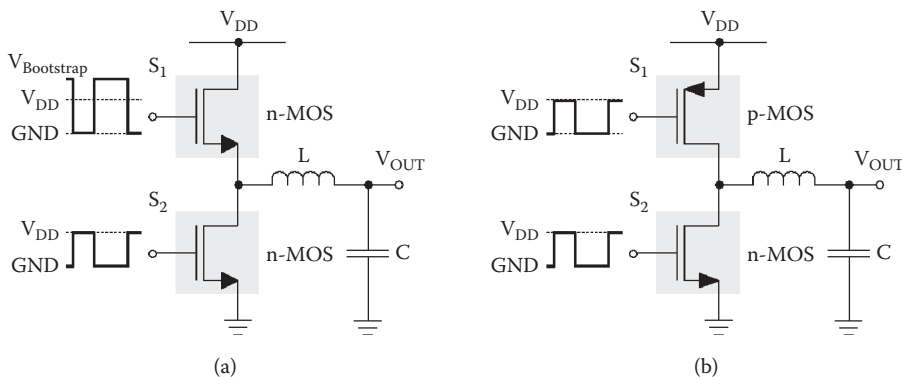 V_DD
V_Bootstrap
S_1
V_DD
n-MOS
GND
L
V_OUT
S_2
V_DD
n-MOS
C
GND
(a)
V_DD
S_1
V_DD
p-MOS
GND
L
V_OUT
S_2
V_DD
n-MOS
C
GND
(b)